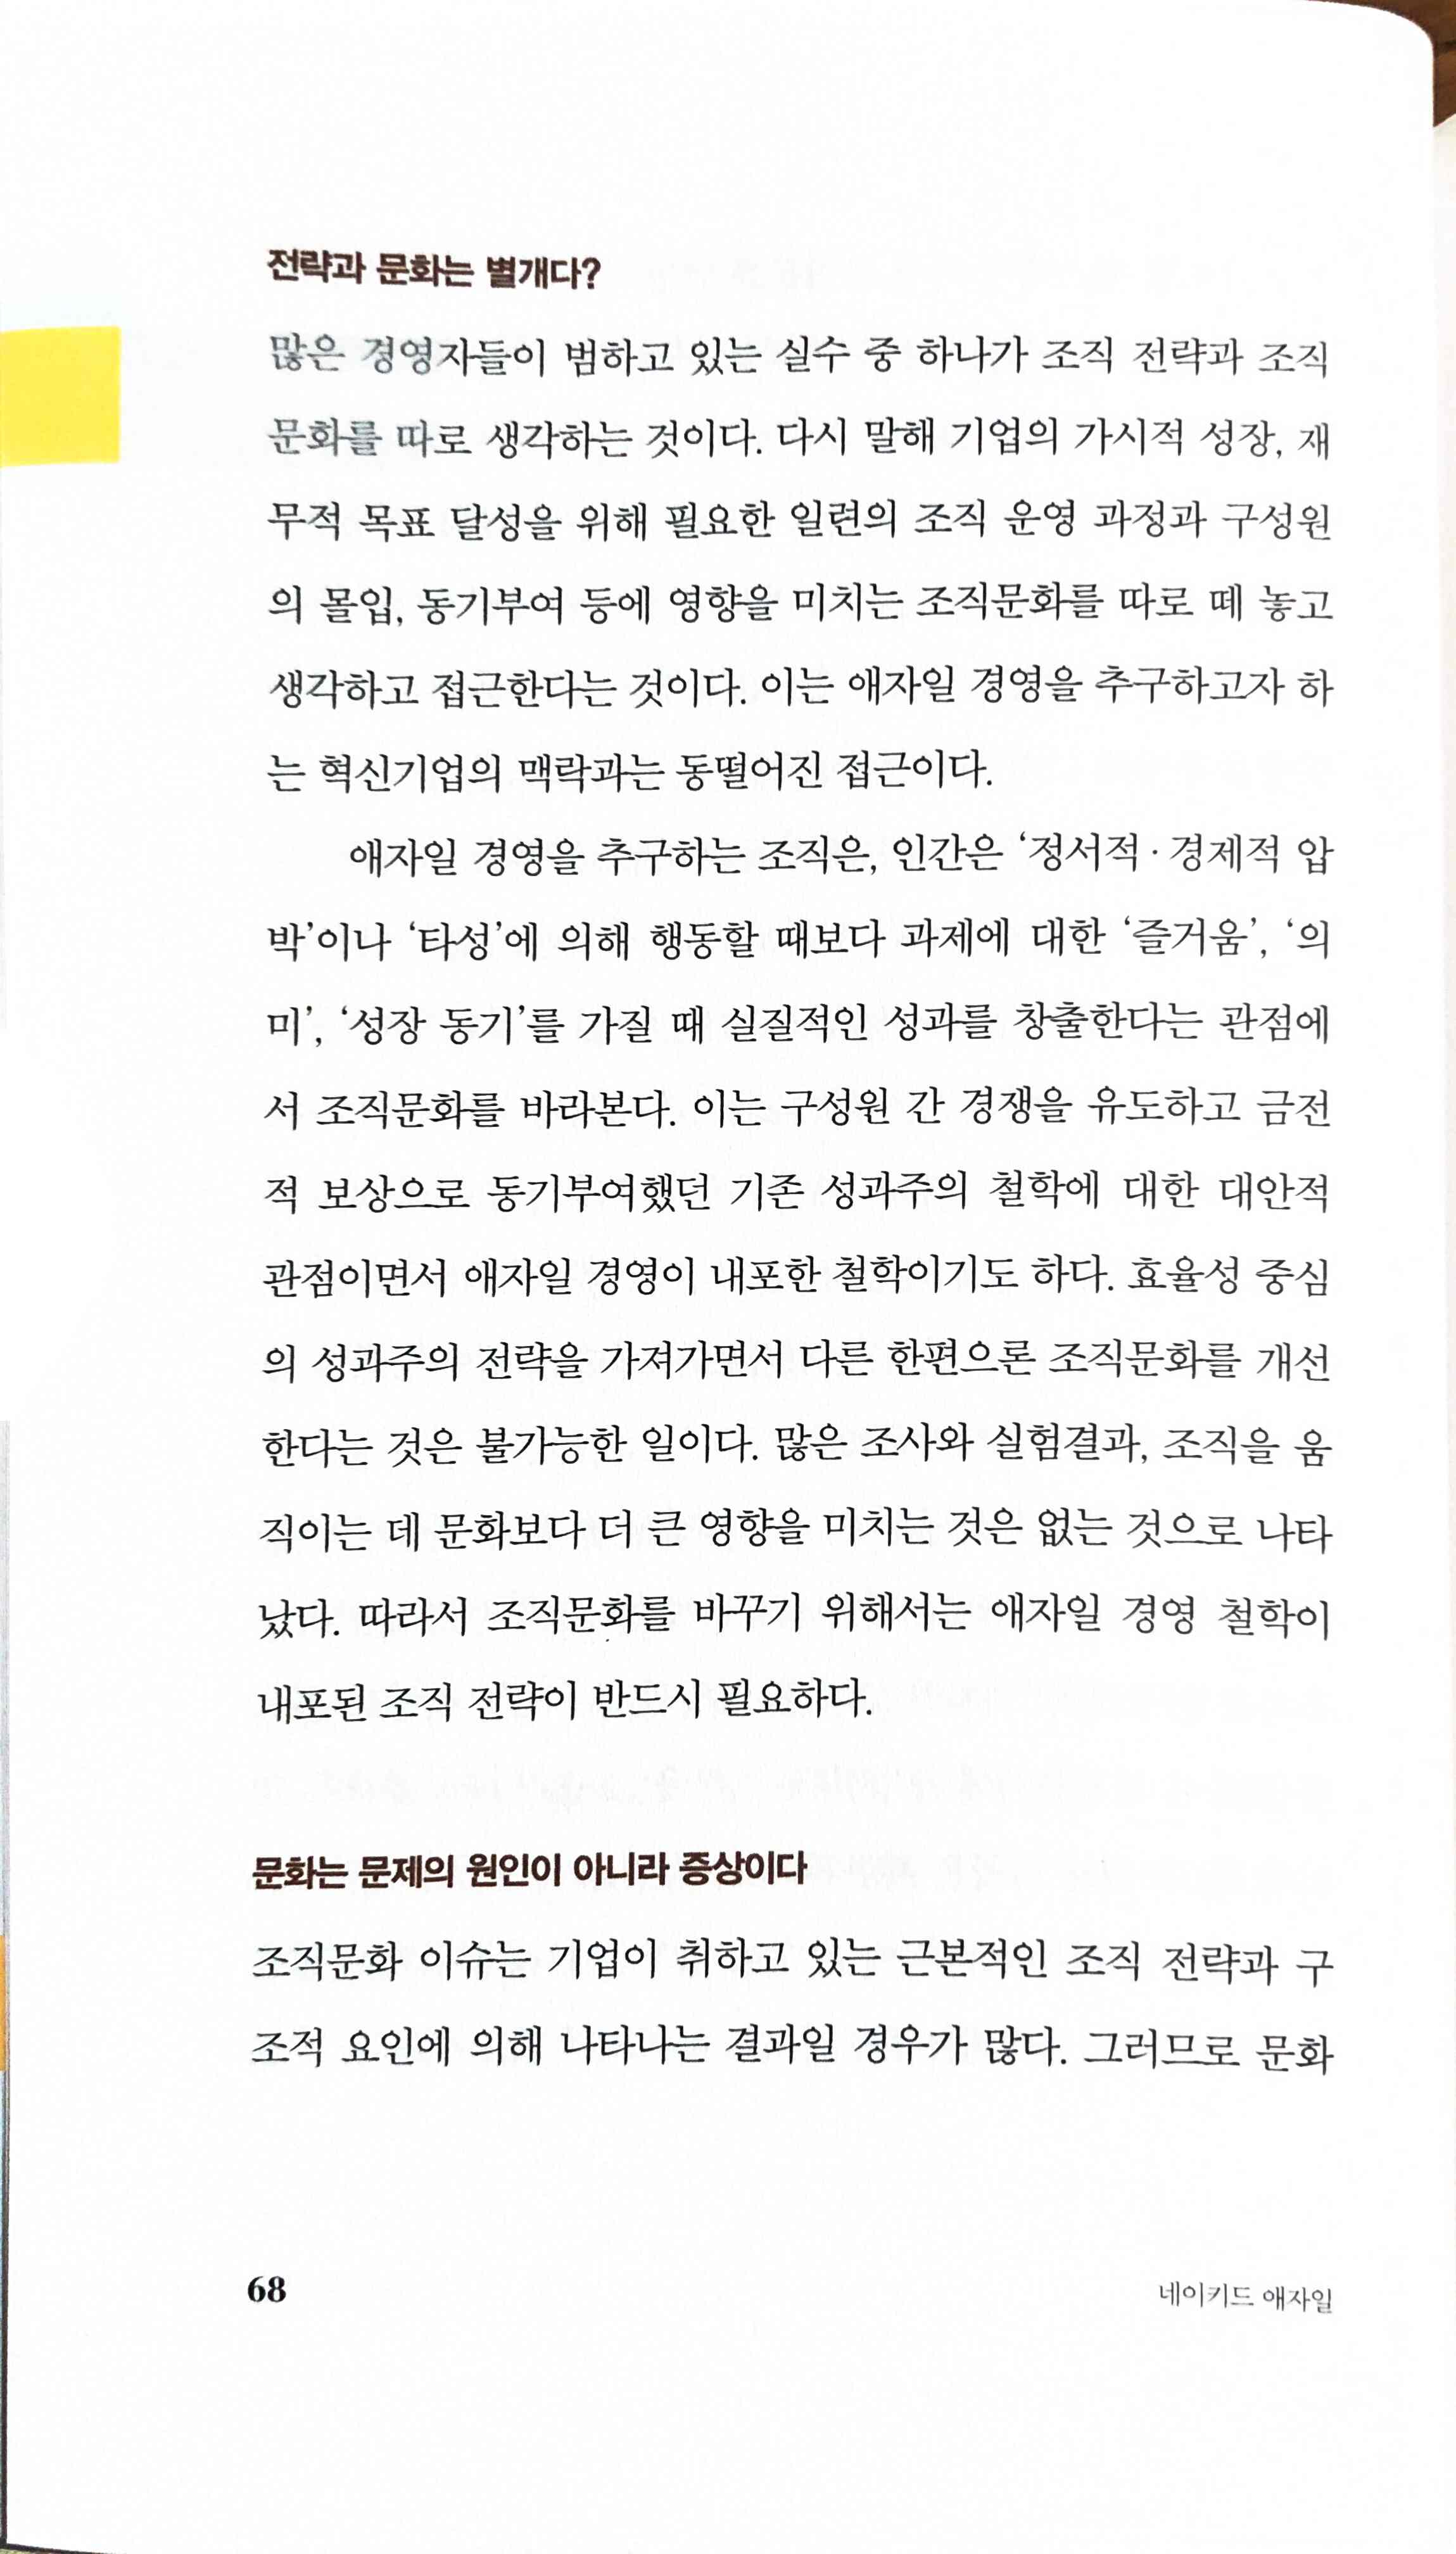 전략과 문화는 별개다?
많은 경영자들이 범하고 있는 실수 중 하나가 조직 전략과 조직
문화를 따로 생각하는 것이다. 다시 말해 기업의 가시적 성장, 재
무적 목표 달성을 위해 필요한 일련의 조직 운영 과정과 구성원
의 몰입, 동기부여 등에 영향을 미치는 조직문화를 따로 떼 놓고
생각하고 접근한다는 것이다. 이는 애자일 경영을 추구하고자 하
는 혁신기업의 맥락과는 동떨어진 접근이다.
애자일 경영을 추구하는 조직은, 인간은 ‘정서적·경제적 압
박’이나 ‘타성’에 의해 행동할 때보다 과제에 대한 ‘즐거움’, ‘의
미’, ‘성장 동기’를 가질 때 실질적인 성과를 창출한다는 관점에
서 조직문화를 바라본다. 이는 구성원 간 경쟁을 유도하고 금전
적 보상으로 동기부여했던 기존 성과주의 철학에 대한 대안적
관점이면서 애자일 경영이 내포한 철학이기도 하다. 효율성 중심
의 성과주의 전략을 가져가면서 다른 한편으론 조직문화를 개선
한다는 것은 불가능한 일이다. 많은 조사와 실험결과, 조직을 움
직이는 데 문화보다 더 큰 영향을 미치는 것은 없는 것으로 나타
났다. 따라서 조직문화를 바꾸기 위해서는 애자일 경영 철학이
내포된 조직 전략이 반드시 필요하다.
문화는 문제의 원인이 아니라 증상이다
조직문화 이슈는 기업이 취하고 있는 근본적인 조직 전략과 구
조적 요인에 의해 나타나는 결과일 경우가 많다. 그러므로 문화
68
네이키드 애자일